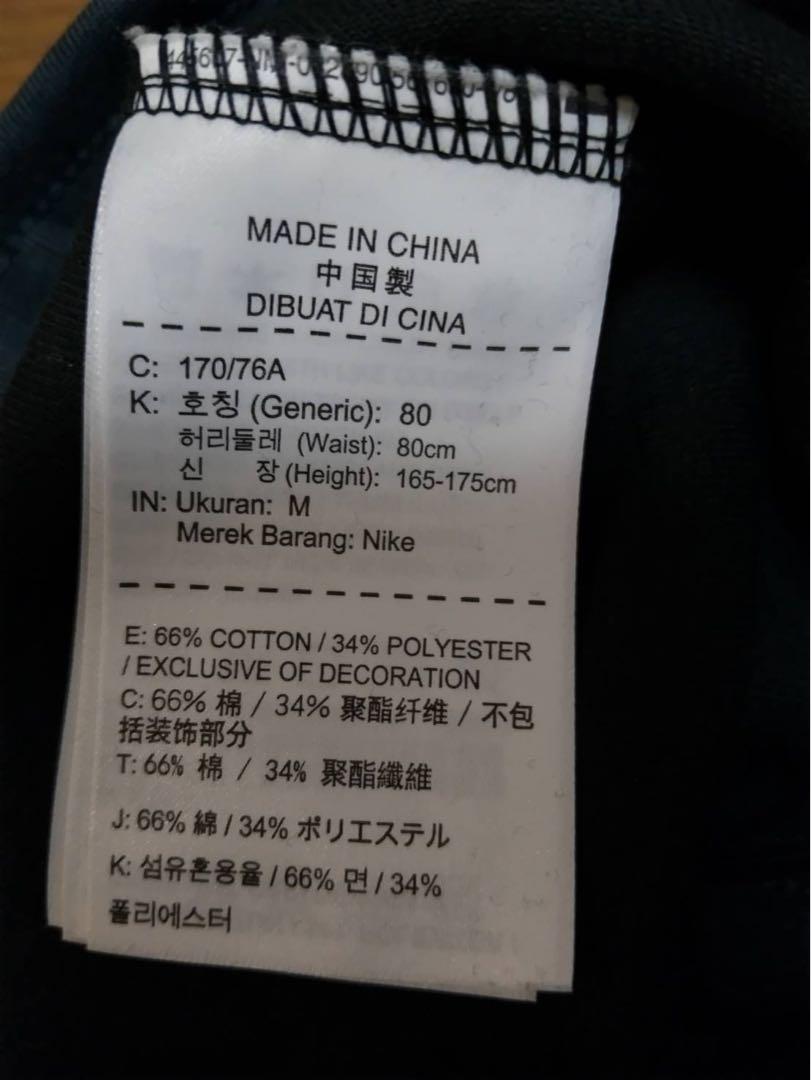 MADE IN CHINA
中国製
DIBUAT DI CINA
C: 170/76A
K: 호칭 (Generic): 80
허리둘레 (Waist): 80cm
신 장 (Height): 165-175cm
IN: Ukuran: M
Merek Barang: Nike
E: 66% COTTON / 34% POLYESTER
/ EXCLUSIVE OF DECORATION
C: 66% 棉 / 34% 聚酯纤维 / 不包
括装饰部分
T: 66% 棉 / 34% 聚酯纖維
J: 66% 綿 / 34% ポリエステル
K: 섬유혼용율 / 66% 면 / 34%
폴리에스터